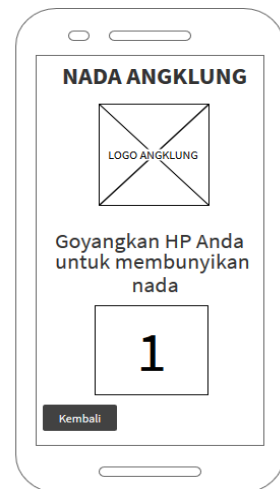 NADA ANGKLUNG
LOGO ANGKLUNG
Goyangkan HP Anda
untuk membunyikan
nada
1
Kembali